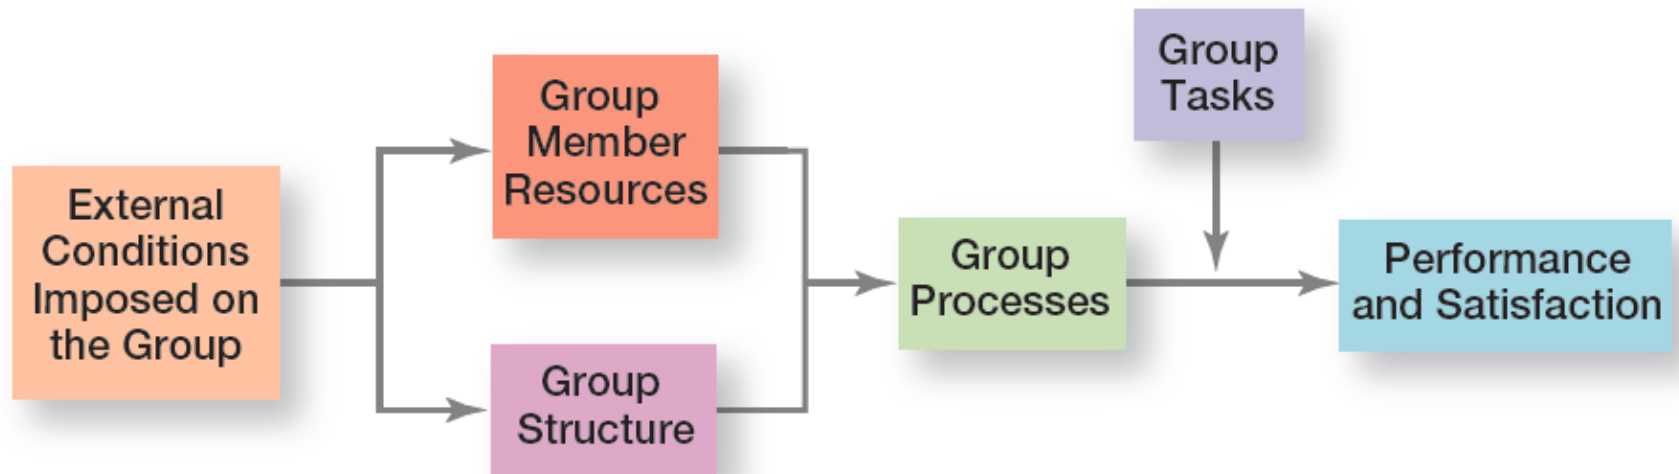 External
Conditions
Imposed on
the Group
Group
Member
Resources
Group
Structure
Group
Processes
Group
Tasks
Performance
and Satisfaction